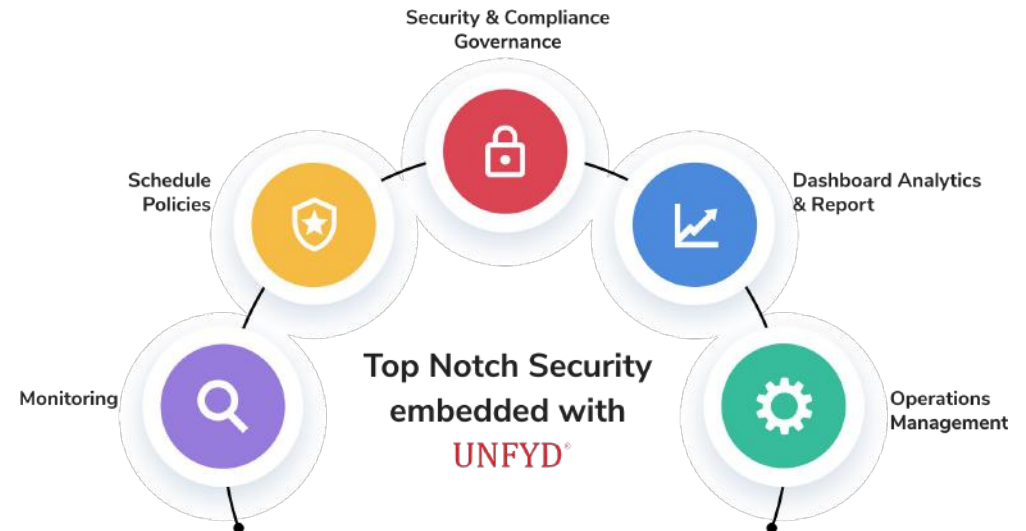 Security & Compliance
Governance
Schedule
Policies
Dashboard Analytics
& Report
Monitoring
Top Notch Security
embedded with
UNFYD®
Operations
Management